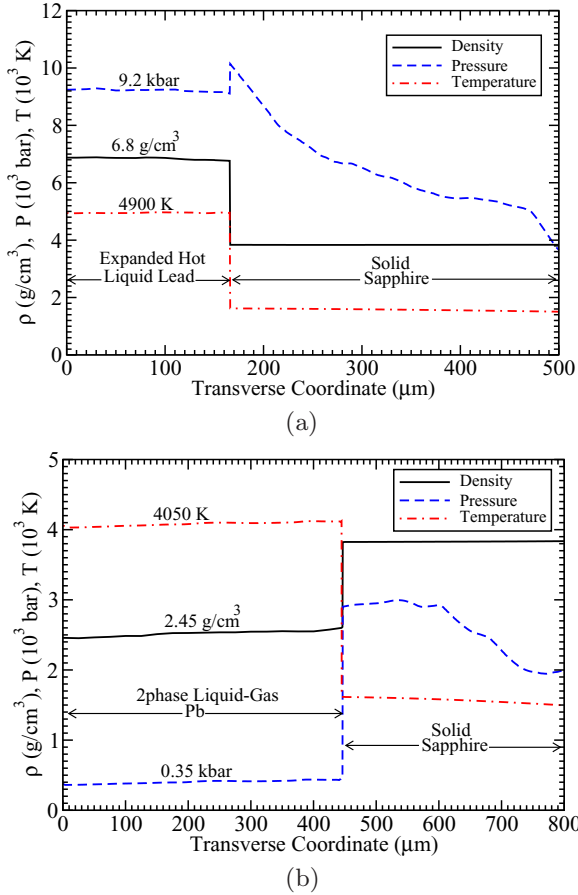 ρ (g/cm³), P (10³ bar), T (10³ K)
12
10
8
6
4
2
0
Density
Pressure
Temperature
9.2 kbar
6.8 g/cm³
4900 K
Expanded Hot
Liquid Lead
Solid
Sapphire
0 100 200 300 400 500
Transverse Coordinate (μm)
(a)
ρ (g/cm³), P (10³ bar), T (10³ K)
5
4
3
2
1
0
Density
Pressure
Temperature
4050 K
2.45 g/cm³
2phase Liquid-Gas
Pb
Solid
Sapphire
0.35 kbar
0 100 200 300 400 500 600 700 800
Transverse Coordinate (μm)
(b)